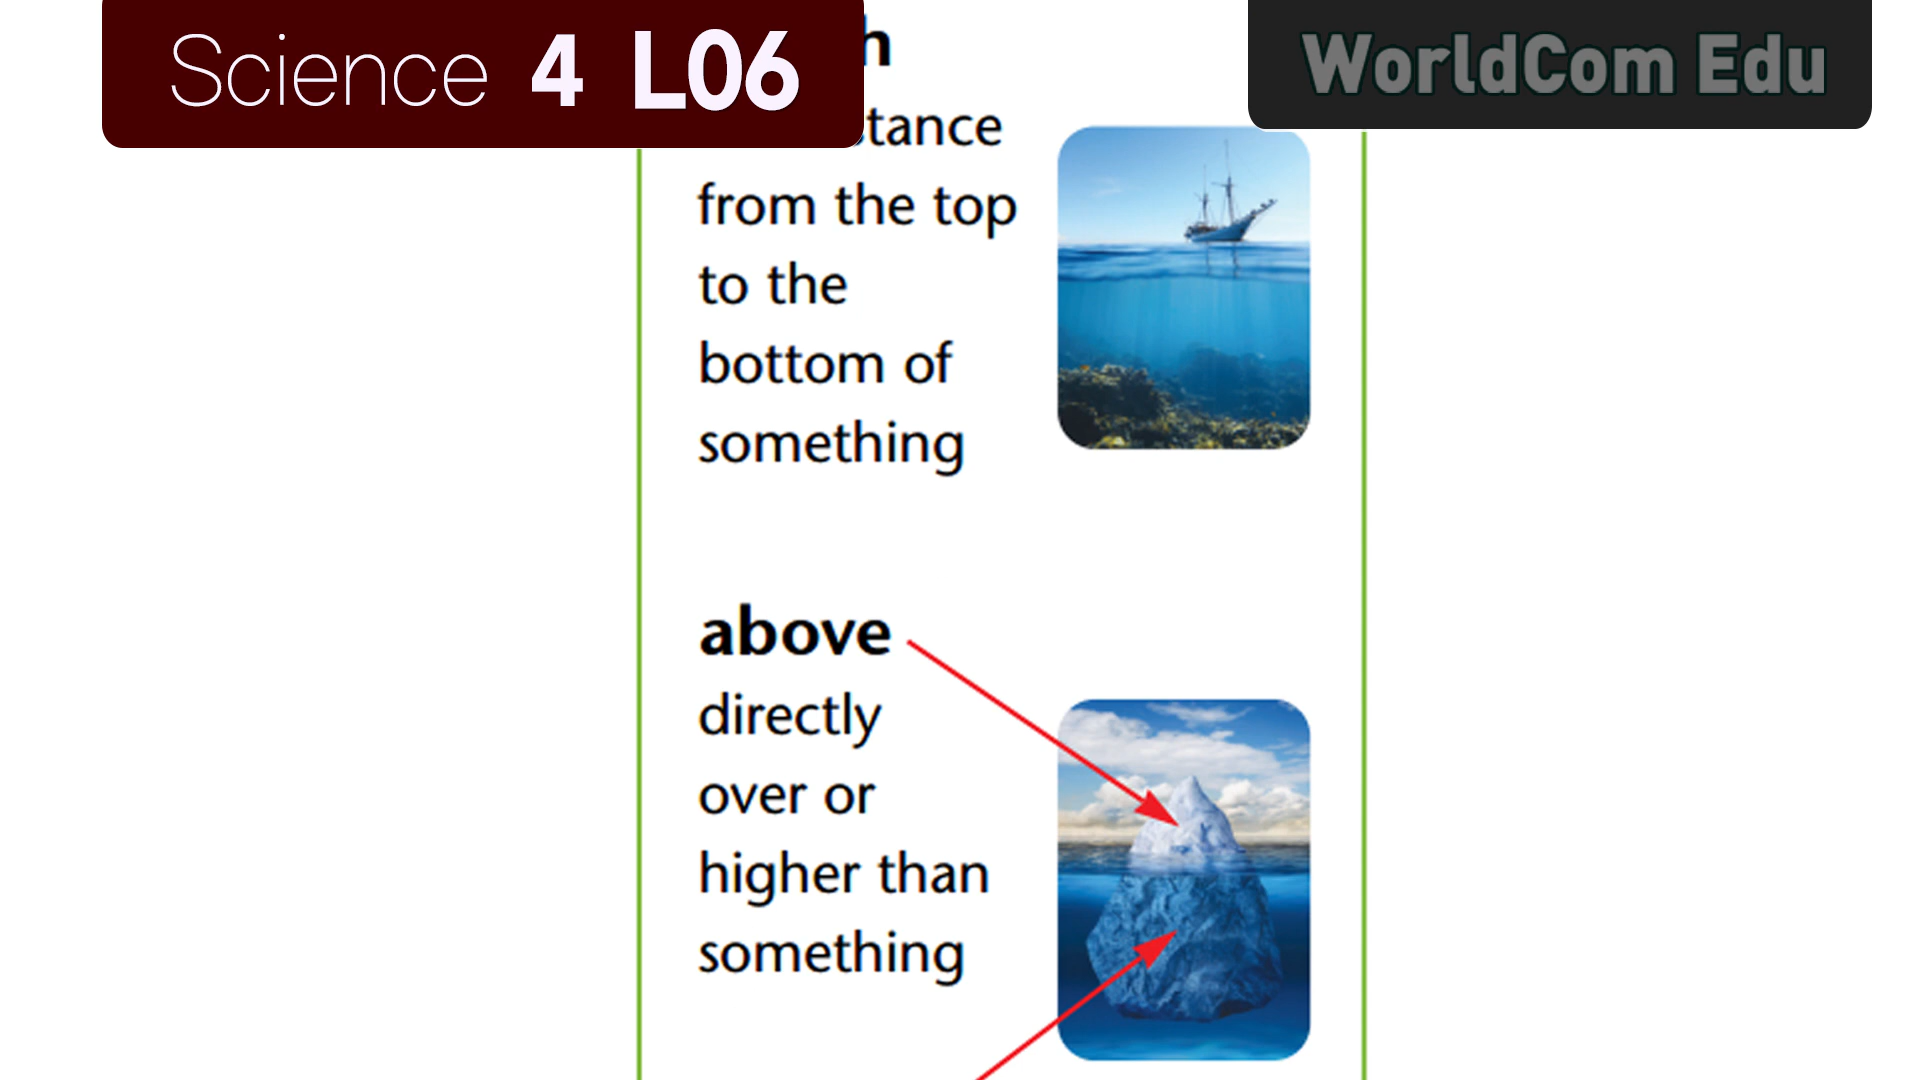 Science 4 L06
WorldCom Edu
from the top
to the
bottom of
something
above
directly
over or
higher than
something